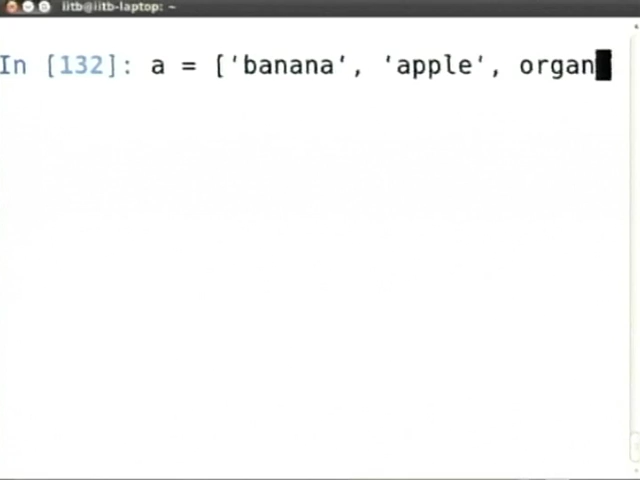 iitb@iitb-laptop: ~
In [132]: a = ['banana', 'apple', organ